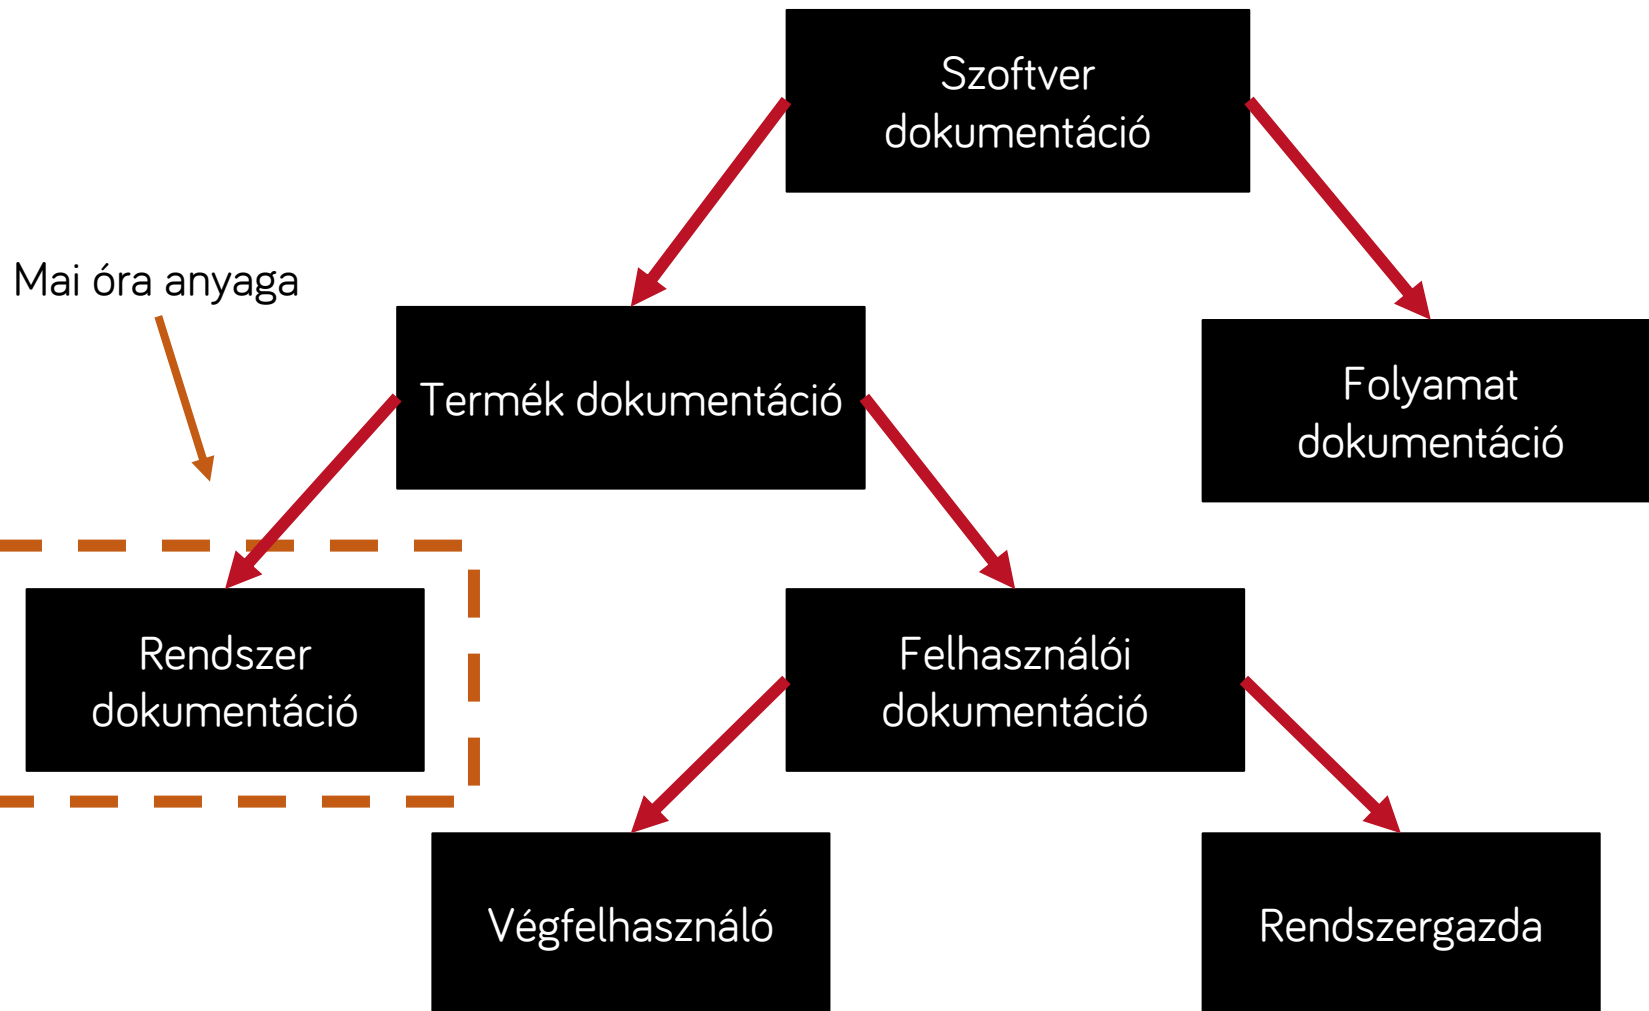 Szoftver
dokumentáció
Mai óra anyaga
Termék dokumentáció
Folyamat
dokumentáció
Rendszer
dokumentáció
Felhasználói
dokumentáció
Végfelhasználó
Rendszergazda